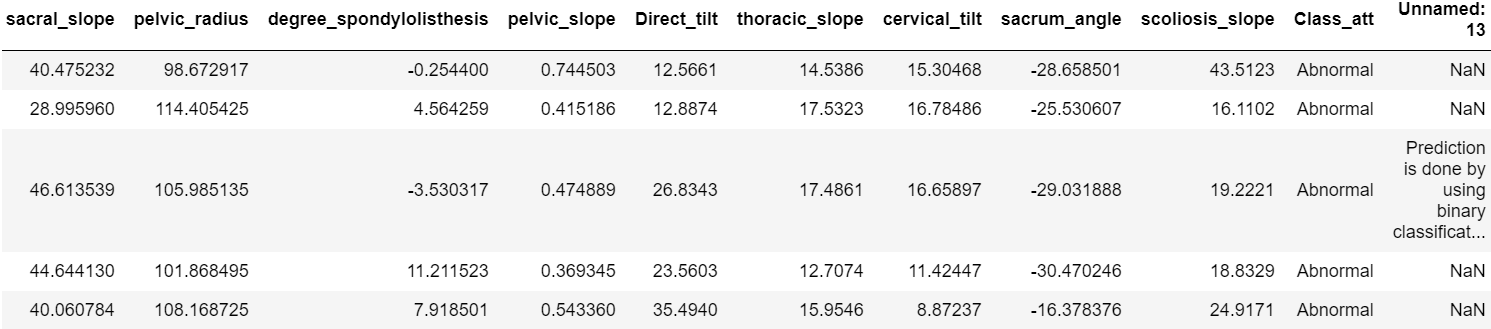 sacral_slope pelvic_radius degree_spondylolisthesis pelvic_slope Direct_tilt thoracic_slope cervical_tilt sacrum_angle scoliosis_slope Class_att Unnamed: 13
40.475232 98.672917 -0.254400 0.744503 12.5661 14.5386 15.30468 -28.658501 43.5123 Abnormal NaN
28.995960 114.405425 4.564259 0.415186 12.8874 17.5323 16.78486 -25.530607 16.1102 Abnormal NaN
46.613539 105.985135 -3.530317 0.474889 26.8343 17.4861 16.65897 -29.031888 19.2221 Abnormal Prediction
is done by
using
binary
classificat...
44.644130 101.868495 11.211523 0.369345 23.5603 12.7074 11.42447 -30.470246 18.8329 Abnormal NaN
40.060784 108.168725 7.918501 0.543360 35.4940 15.9546 8.87237 -16.378376 24.9171 Abnormal NaN